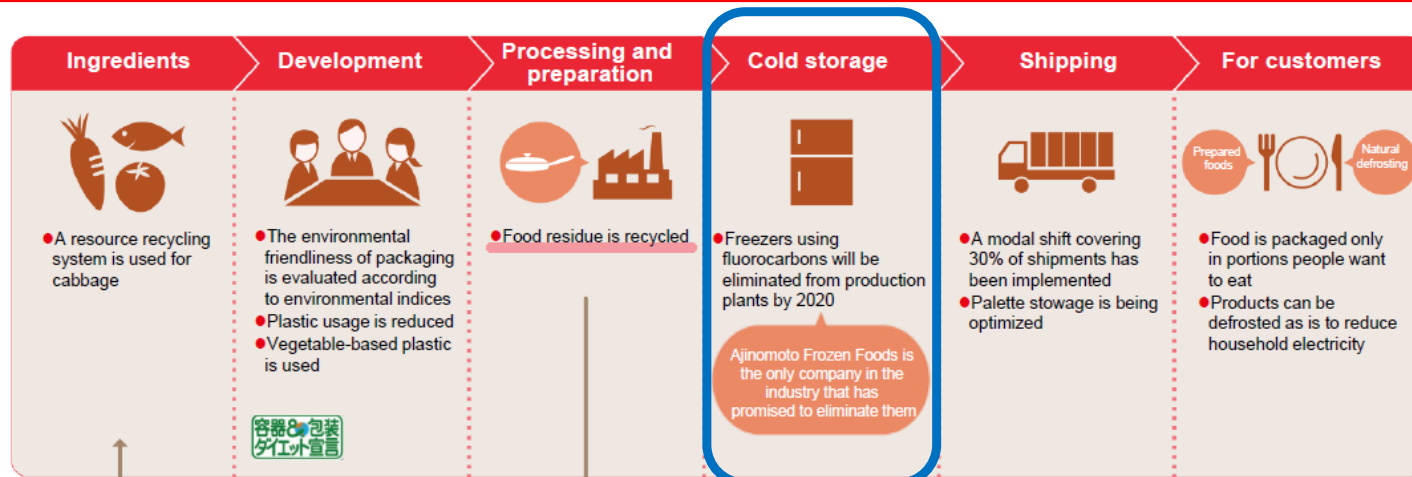 Ingredients
Development
Processing and
preparation
Cold storage
Shipping
For customers
Prepared
foods
Natural
defrosting
●A resource recycling
system is used for
cabbage
●The environmental
friendliness of packaging
is evaluated according
to environmental indices
●Plastic usage is reduced
●Vegetable-based plastic
is used
容器&包装
ダイエット宣言
●Food residue is recycled
●Freezers using
fluorocarbons will be
eliminated from production
plants by 2020
Ajinomoto Frozen Foods is
the only company in the
industry that has
promised to eliminate them
●A modal shift covering
30% of shipments has
been implemented
●Palette stowage is being
optimized
●Food is packaged only
in portions people want
to eat
●Products can be
defrosted as is to reduce
household electricity